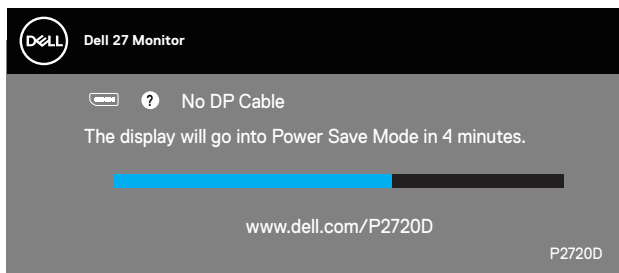 DELL
Dell 27 Monitor
? No DP Cable
The display will go into Power Save Mode in 4 minutes.
www.dell.com/P2720D
P2720D